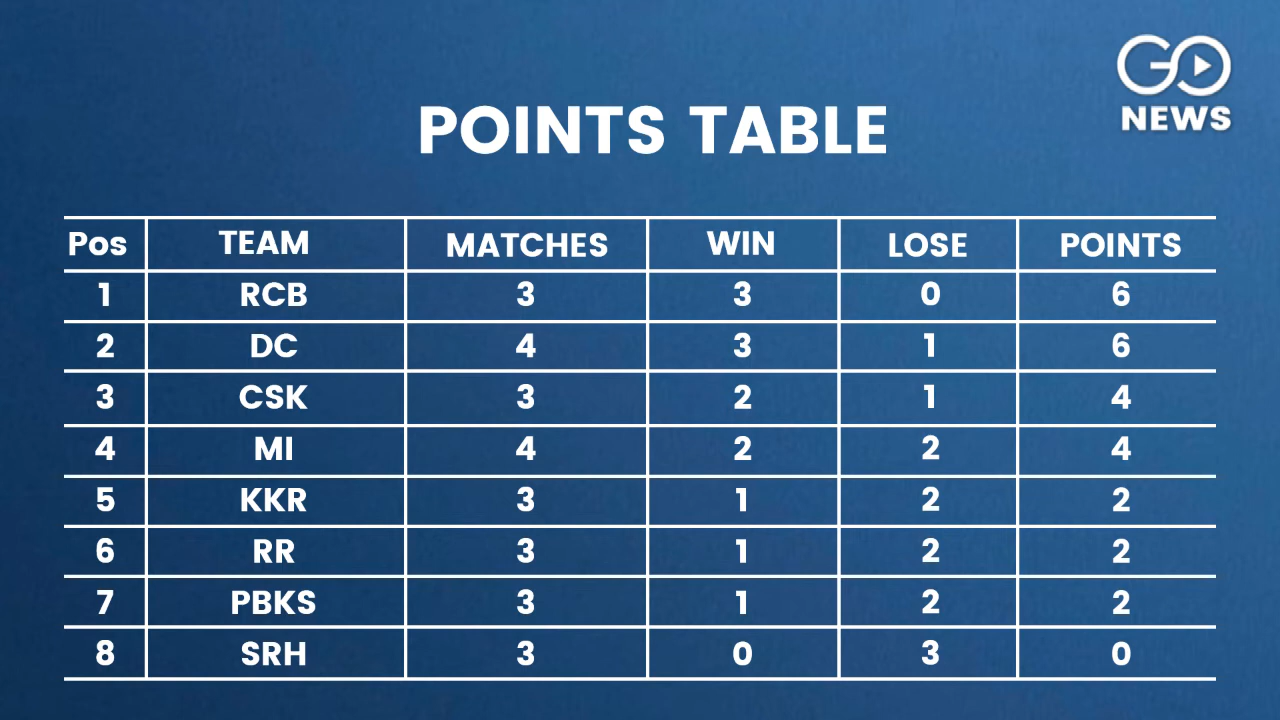 GO
NEWS
POINTS TABLE
Pos TEAM MATCHES WIN LOSE POINTS
1 RCB 3 3 0 6
2 DC 4 3 1 6
3 CSK 3 2 1 4
4 MI 4 2 2 4
5 KKR 3 1 2 2
6 RR 3 1 2 2
7 PBKS 3 1 2 2
8 SRH 3 0 3 0